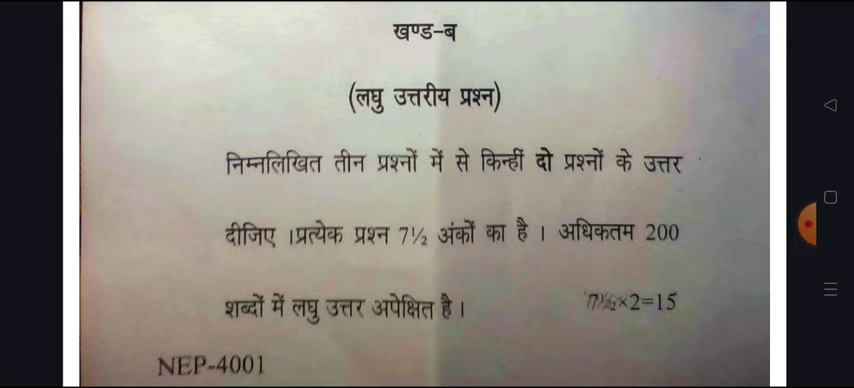 खण्ड-ब
(लघु उत्तरीय प्रश्न)
निम्नलिखित तीन प्रश्नों में से किन्हीं दो प्रश्नों के उत्तर
दीजिए ।प्रत्येक प्रश्न 7½ अंकों का है । अधिकतम 200
शब्दों में लघु उत्तर अपेक्षित है । 7½×2=15
NEP-4001